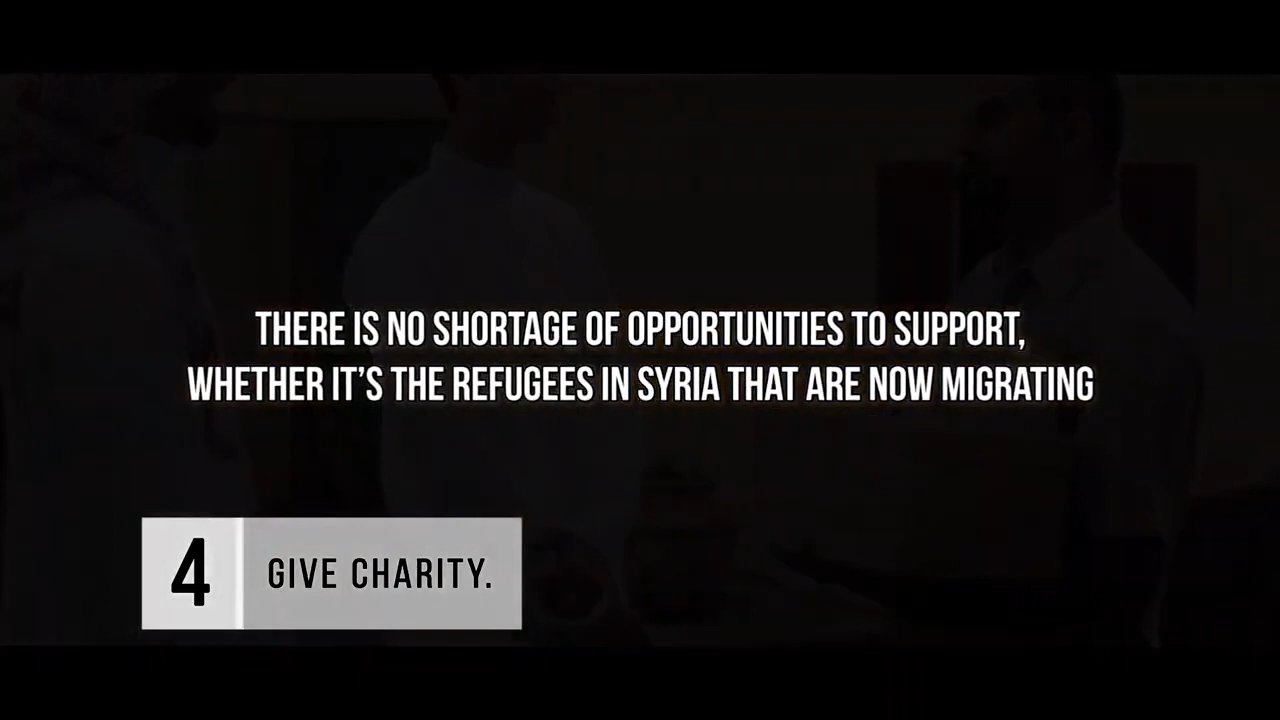 THERE IS NO SHORTAGE OF OPPORTUNITIES TO SUPPORT,
WHETHER IT'S THE REFUGEES IN SYRIA THAT ARE NOW MIGRATING
4 GIVE CHARITY.